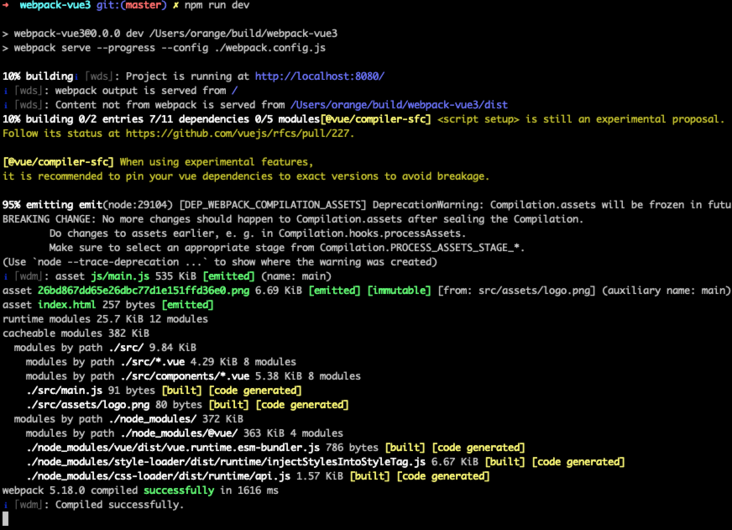 ➜ webpack-vue3 git:(master) ✗ npm run dev
> webpack-vue3@0.0.0 dev /Users/orange/build/webpack-vue3
> webpack serve --progress --config ./webpack.config.js
10% buildingℹ ｢wds｣: Project is running at http://localhost:8080/
ℹ ｢wds｣: webpack output is served from /
ℹ ｢wds｣: Content not from webpack is served from /Users/orange/build/webpack-vue3/dist
10% building 0/2 entries 7/11 dependencies 0/5 modules[@vue/compiler-sfc] <script setup> is still an experimental proposal.
Follow its status at https://github.com/vuejs/rfcs/pull/227.
[@vue/compiler-sfc] When using experimental features,
it is recommended to pin your vue dependencies to exact versions to avoid breakage.
95% emitting emit(node:29104) [DEP_WEBPACK_COMPILATION_ASSETS] DeprecationWarning: Compilation.assets will be frozen in futu
BREAKING CHANGE: No more changes should happen to Compilation.assets after sealing the Compilation.
Do changes to assets earlier, e. g. in Compilation.hooks.processAssets.
Make sure to select an appropriate stage from Compilation.PROCESS_ASSETS_STAGE_*.
(Use `node --trace-deprecation ...` to show where the warning was created)
ℹ ｢wdm｣: asset js/main.js 535 KiB [emitted] (name: main)
asset 26bd867dd65e26dbc77d1e151ffd36e0.png 6.69 KiB [emitted] [immutable] [from: src/assets/logo.png] (auxiliary name: main)
asset index.html 257 bytes [emitted]
runtime modules 25.7 KiB 12 modules
cacheable modules 382 KiB
modules by path ./src/ 9.84 KiB
modules by path ./src/*.vue 4.29 KiB 8 modules
modules by path ./src/components/*.vue 5.38 KiB 8 modules
./src/main.js 91 bytes [built] [code generated]
./src/assets/logo.png 80 bytes [built] [code generated]
modules by path ./node_modules/ 372 KiB
modules by path ./node_modules/@vue/ 363 KiB 4 modules
./node_modules/vue/dist/vue.runtime.esm-bundler.js 786 bytes [built] [code generated]
./node_modules/style-loader/dist/runtime/injectStylesIntoStyleTag.js 6.67 KiB [built] [code generated]
./node_modules/css-loader/dist/runtime/api.js 1.57 KiB [built] [code generated]
webpack 5.18.0 compiled successfully in 1616 ms
ℹ ｢wdm｣: Compiled successfully.